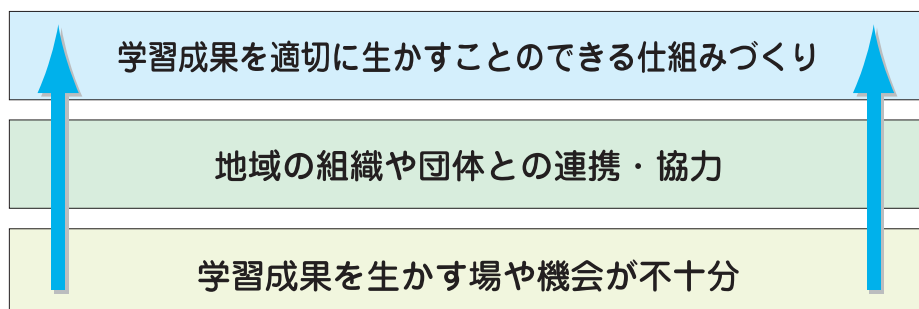 学習成果を適切に生かすことのできる仕組みづくり
地域の組織や団体との連携・協力
学習成果を生かす場や機会が不十分